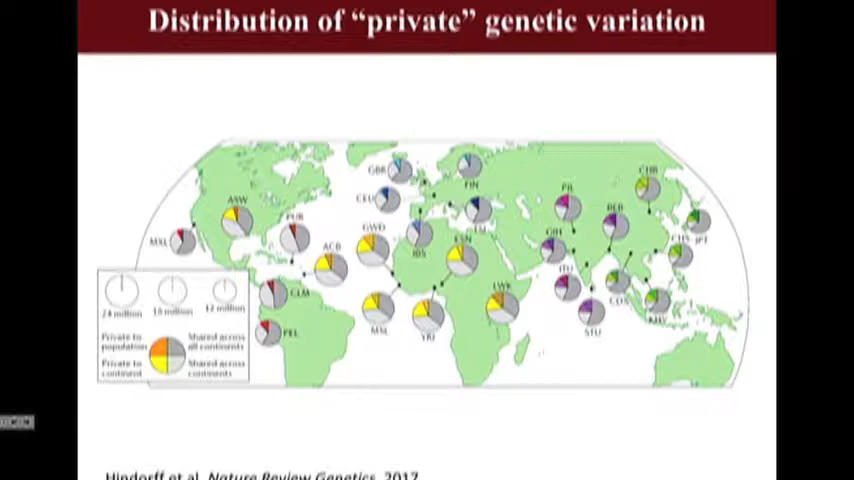 Distribution of “private” genetic variation
GBR
FIN
CEU
CHB
PJL
ASW
PUR
BEB
MXL
GWD
ESN
IBS
TSI
CHS JPT
ACB
GIH
ITU
CLM
LWK
CDX
KHV
24 million
18 million
12 million
MSL
YRI
STU
PEL
Private to
population
Shared across
all continents
Private to
continent
Shared across
continents
Hindorff et al. Nature Review Genetics, 2017